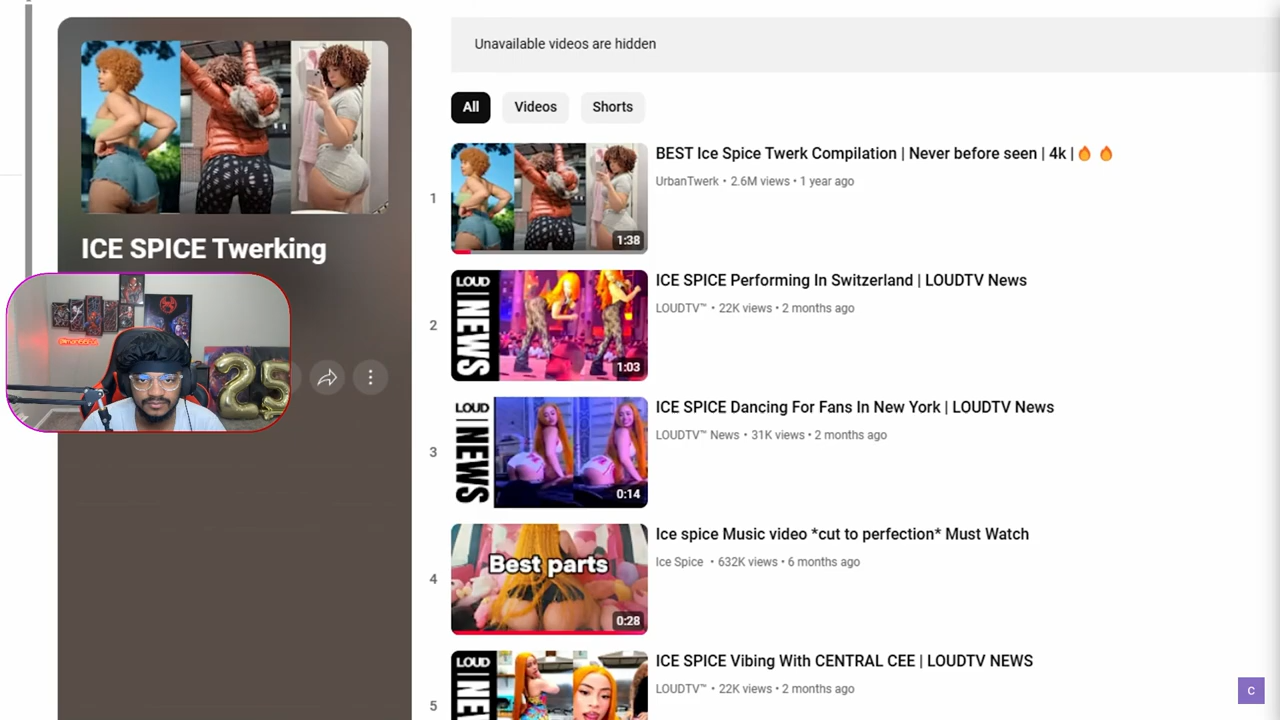 Unavailable videos are hidden
All
Videos
Shorts
ICE SPICE Twerking
25
1
1:38
BEST Ice Spice Twerk Compilation | Never before seen | 4k | 🔥 🔥
UrbanTwerk • 2.6M views • 1 year ago
2
LOUD
NEWS
1:03
ICE SPICE Performing In Switzerland | LOUDTV News
LOUDTV™ • 22K views • 2 months ago
3
LOUD
NEWS
0:14
ICE SPICE Dancing For Fans In New York | LOUDTV News
LOUDTV™ News • 31K views • 2 months ago
4
Best parts
0:28
Ice spice Music video *cut to perfection* Must Watch
Ice Spice • 632K views • 6 months ago
5
LOUD
ICE SPICE Vibing With CENTRAL CEE | LOUDTV NEWS
LOUDTV™ • 22K views • 2 months ago
C